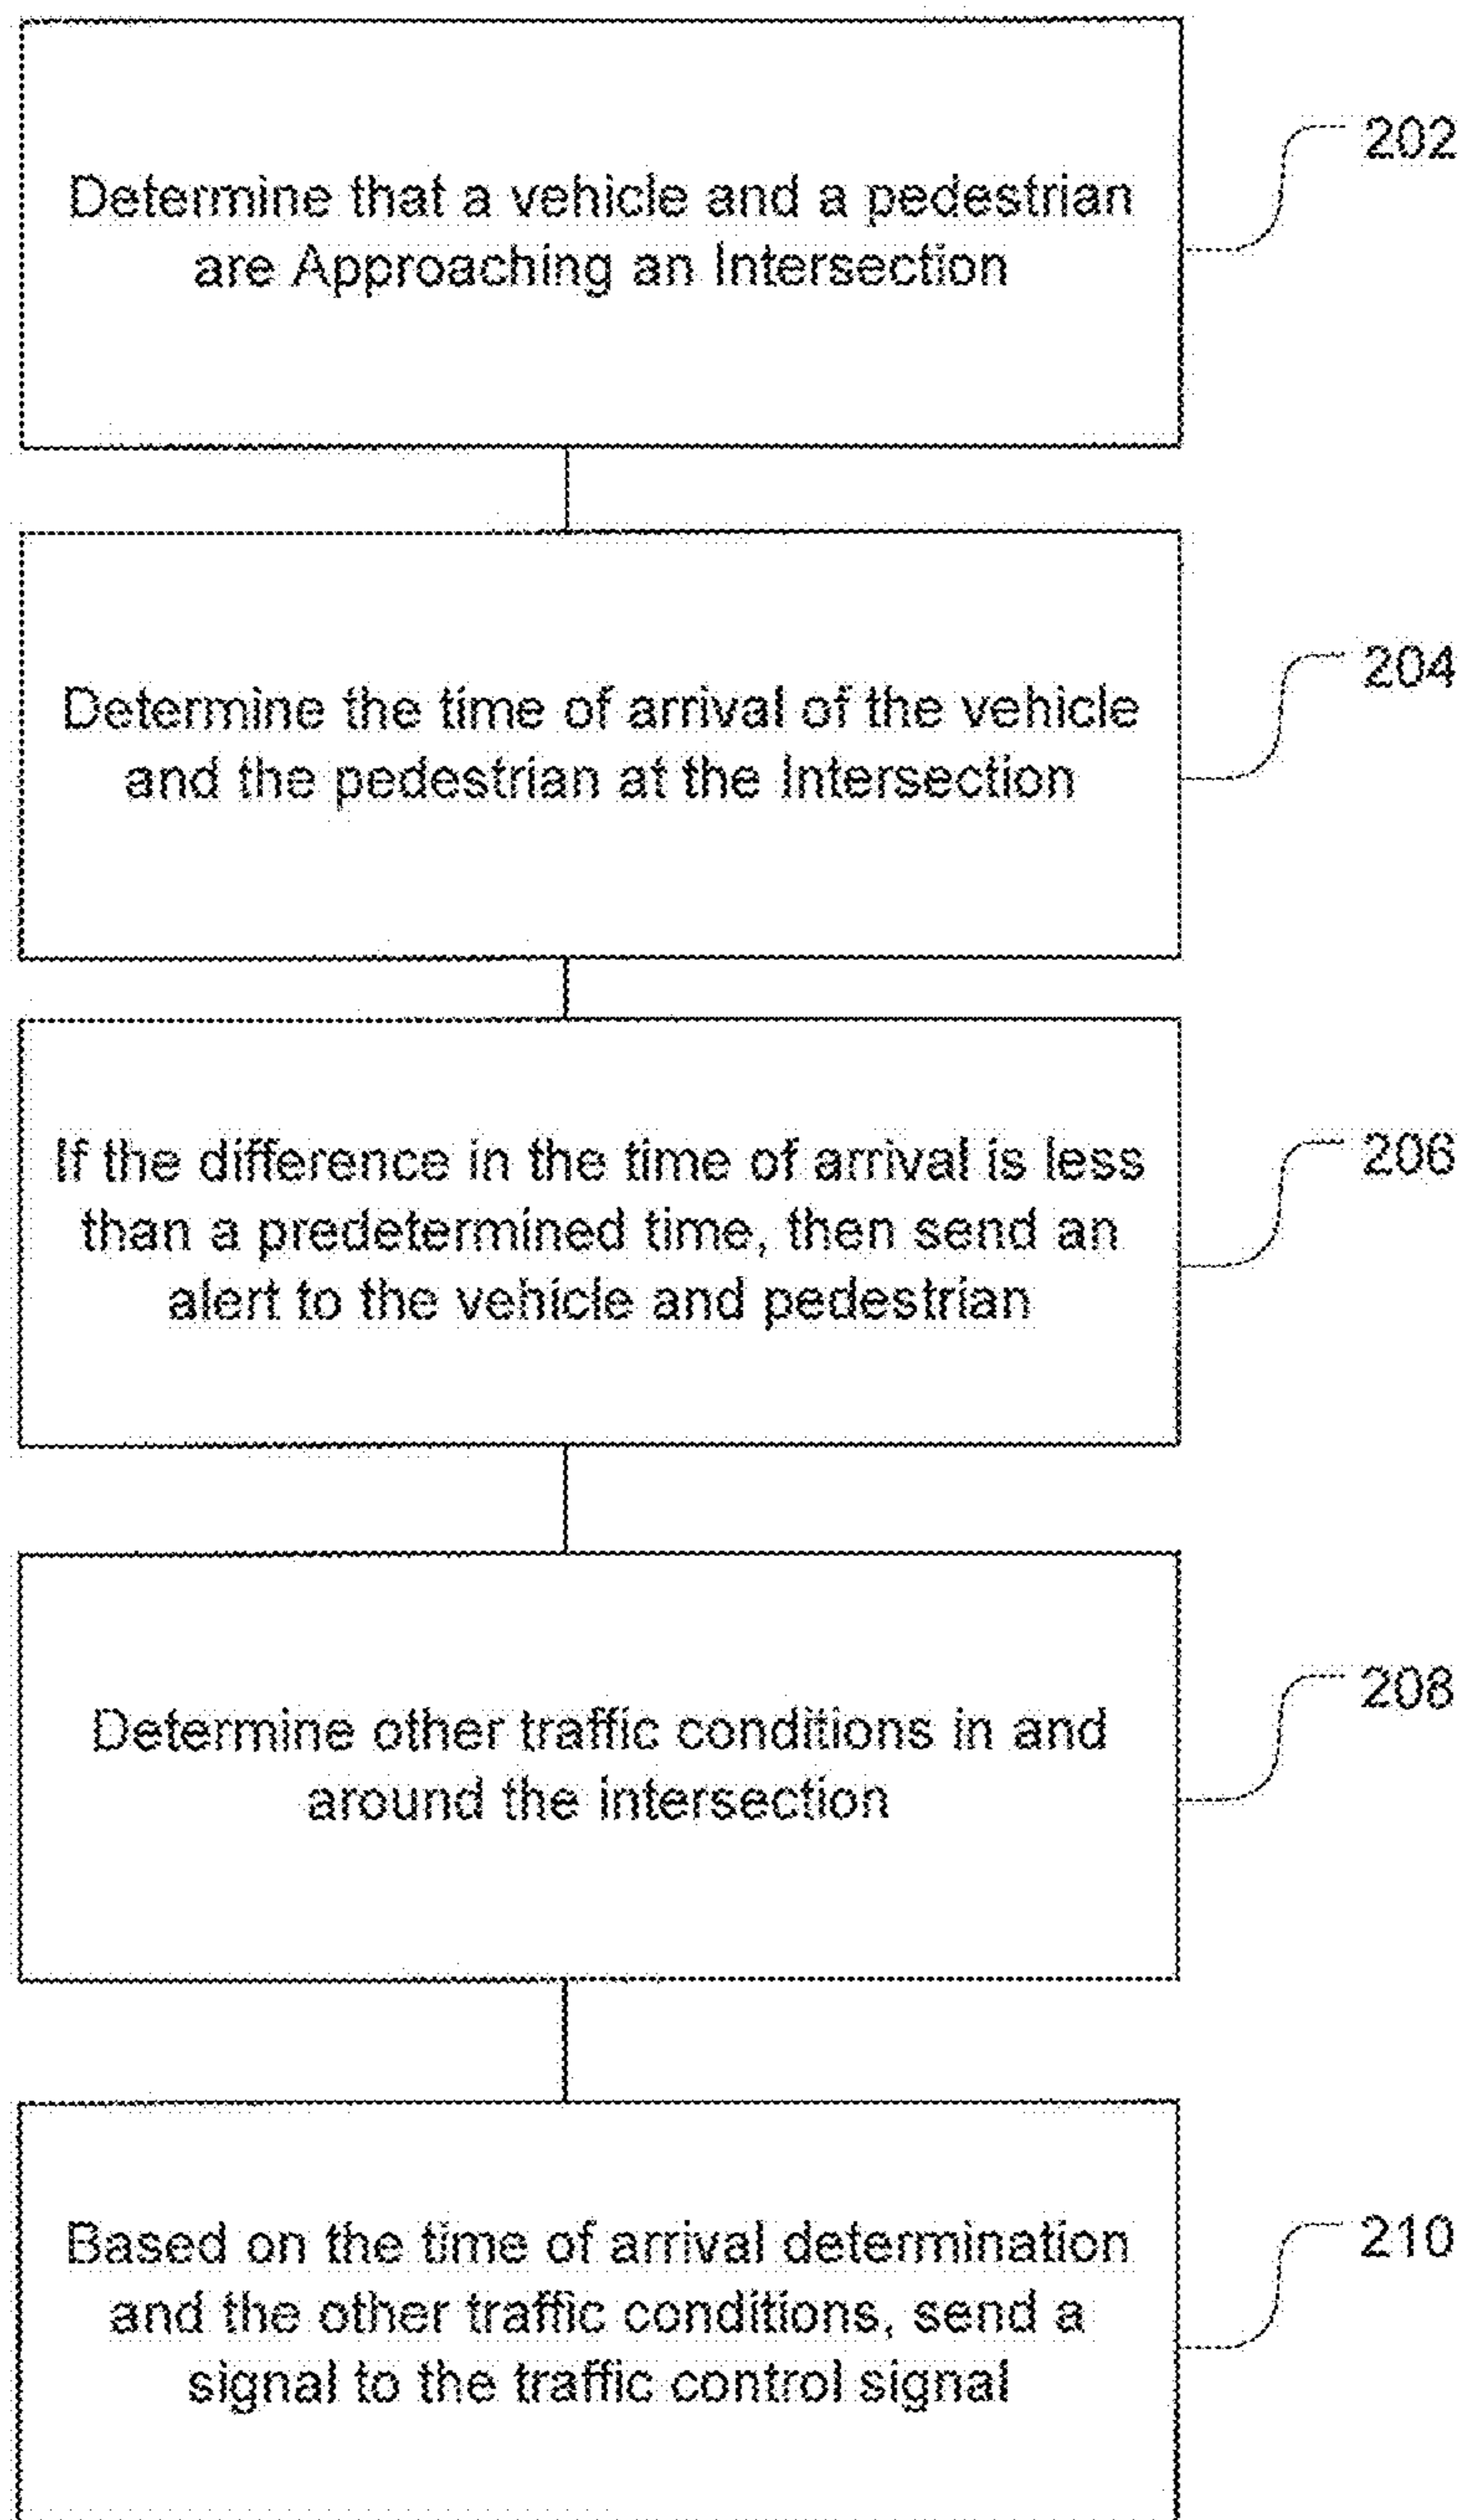 Determine that a vehicle and a pedestrian
are Approaching an Intersection
202
Determine the time of arrival of the vehicle
and the pedestrian at the Intersection
204
If the difference in the time of arrival is less
than a predetermined time, then send an
alert to the vehicle and pedestrian
206
Determine other traffic conditions in and
around the intersection
208
Based on the time of arrival determination
and the other traffic conditions, send a
signal to the traffic control signal
210